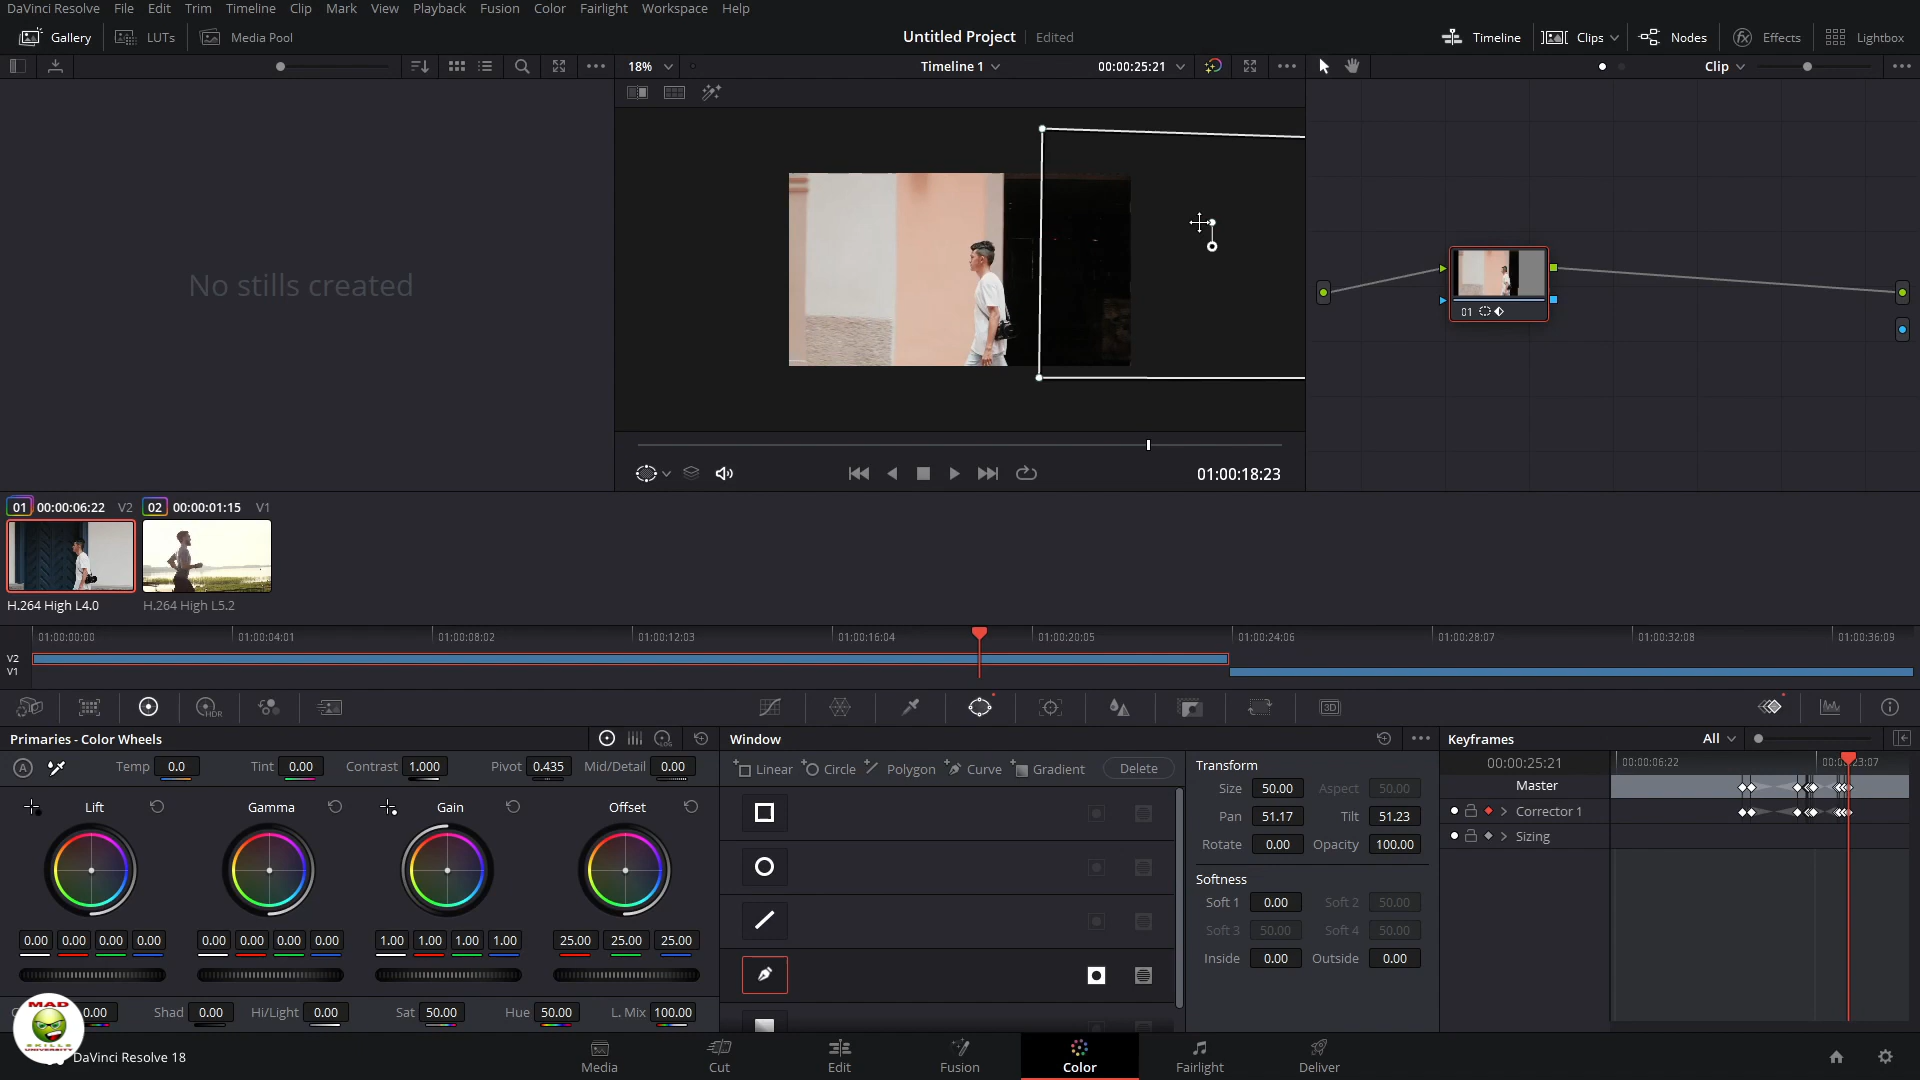 DaVinci Resolve File Edit Trim Timeline Clip Mark View Playback Fusion Color Fairlight Workspace Help
Gallery LUTs Media Pool Untitled Project Edited Timeline Clips Nodes Effects Lightbox
18% Timeline 1 00:00:25:21 Clip
No stills created
01
01:00:18:23
01 00:00:06:22 V2 02 00:00:01:15 V1
H.264 High L4.0 H.264 High L5.2
01:00:00:00 01:00:04:01 01:00:08:02 01:00:12:03 01:00:16:04 01:00:20:05 01:00:24:06 01:00:28:07 01:00:32:08 01:00:36:09
V2
V1
HDR 3D
Primaries - Color Wheels LOG Window Keyframes All
A Temp 0.0 Tint 0.00 Contrast 1.000 Pivot 0.435 Mid/Detail 0.00
Linear Circle Polygon Curve Gradient Delete
Transform
Size 50.00 Aspect 50.00
Pan 51.17 Tilt 51.23
Rotate 0.00 Opacity 100.00
Softness
Soft 1 0.00 Soft 2 50.00
Soft 3 50.00 Soft 4 50.00
Inside 0.00 Outside 0.00
00:00:25:21 00:00:06:22
Master
Corrector 1
Sizing
Lift Gamma Gain Offset
0.00 0.00 0.00 0.00 0.00 0.00 0.00 0.00 1.00 1.00 1.00 1.00 25.00 25.00 25.00
0.00 Shad 0.00 Hi/Light 0.00 Sat 50.00 Hue 50.00 L. Mix 100.00
MAD
SKILLS
UNIVERSITY
DaVinci Resolve 18
Media Cut Edit Fusion Color Fairlight Deliver